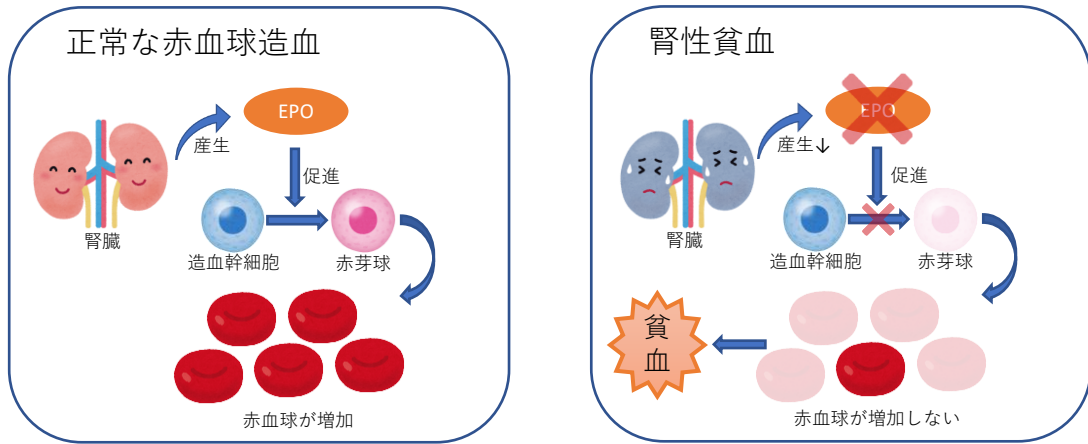 正常な赤血球造血
EPO
産生
促進
腎臓
造血幹細胞
赤芽球
赤血球が増加
腎性貧血
EPO
産生↓
促進
腎臓
造血幹細胞
赤芽球
貧
血
赤血球が増加しない